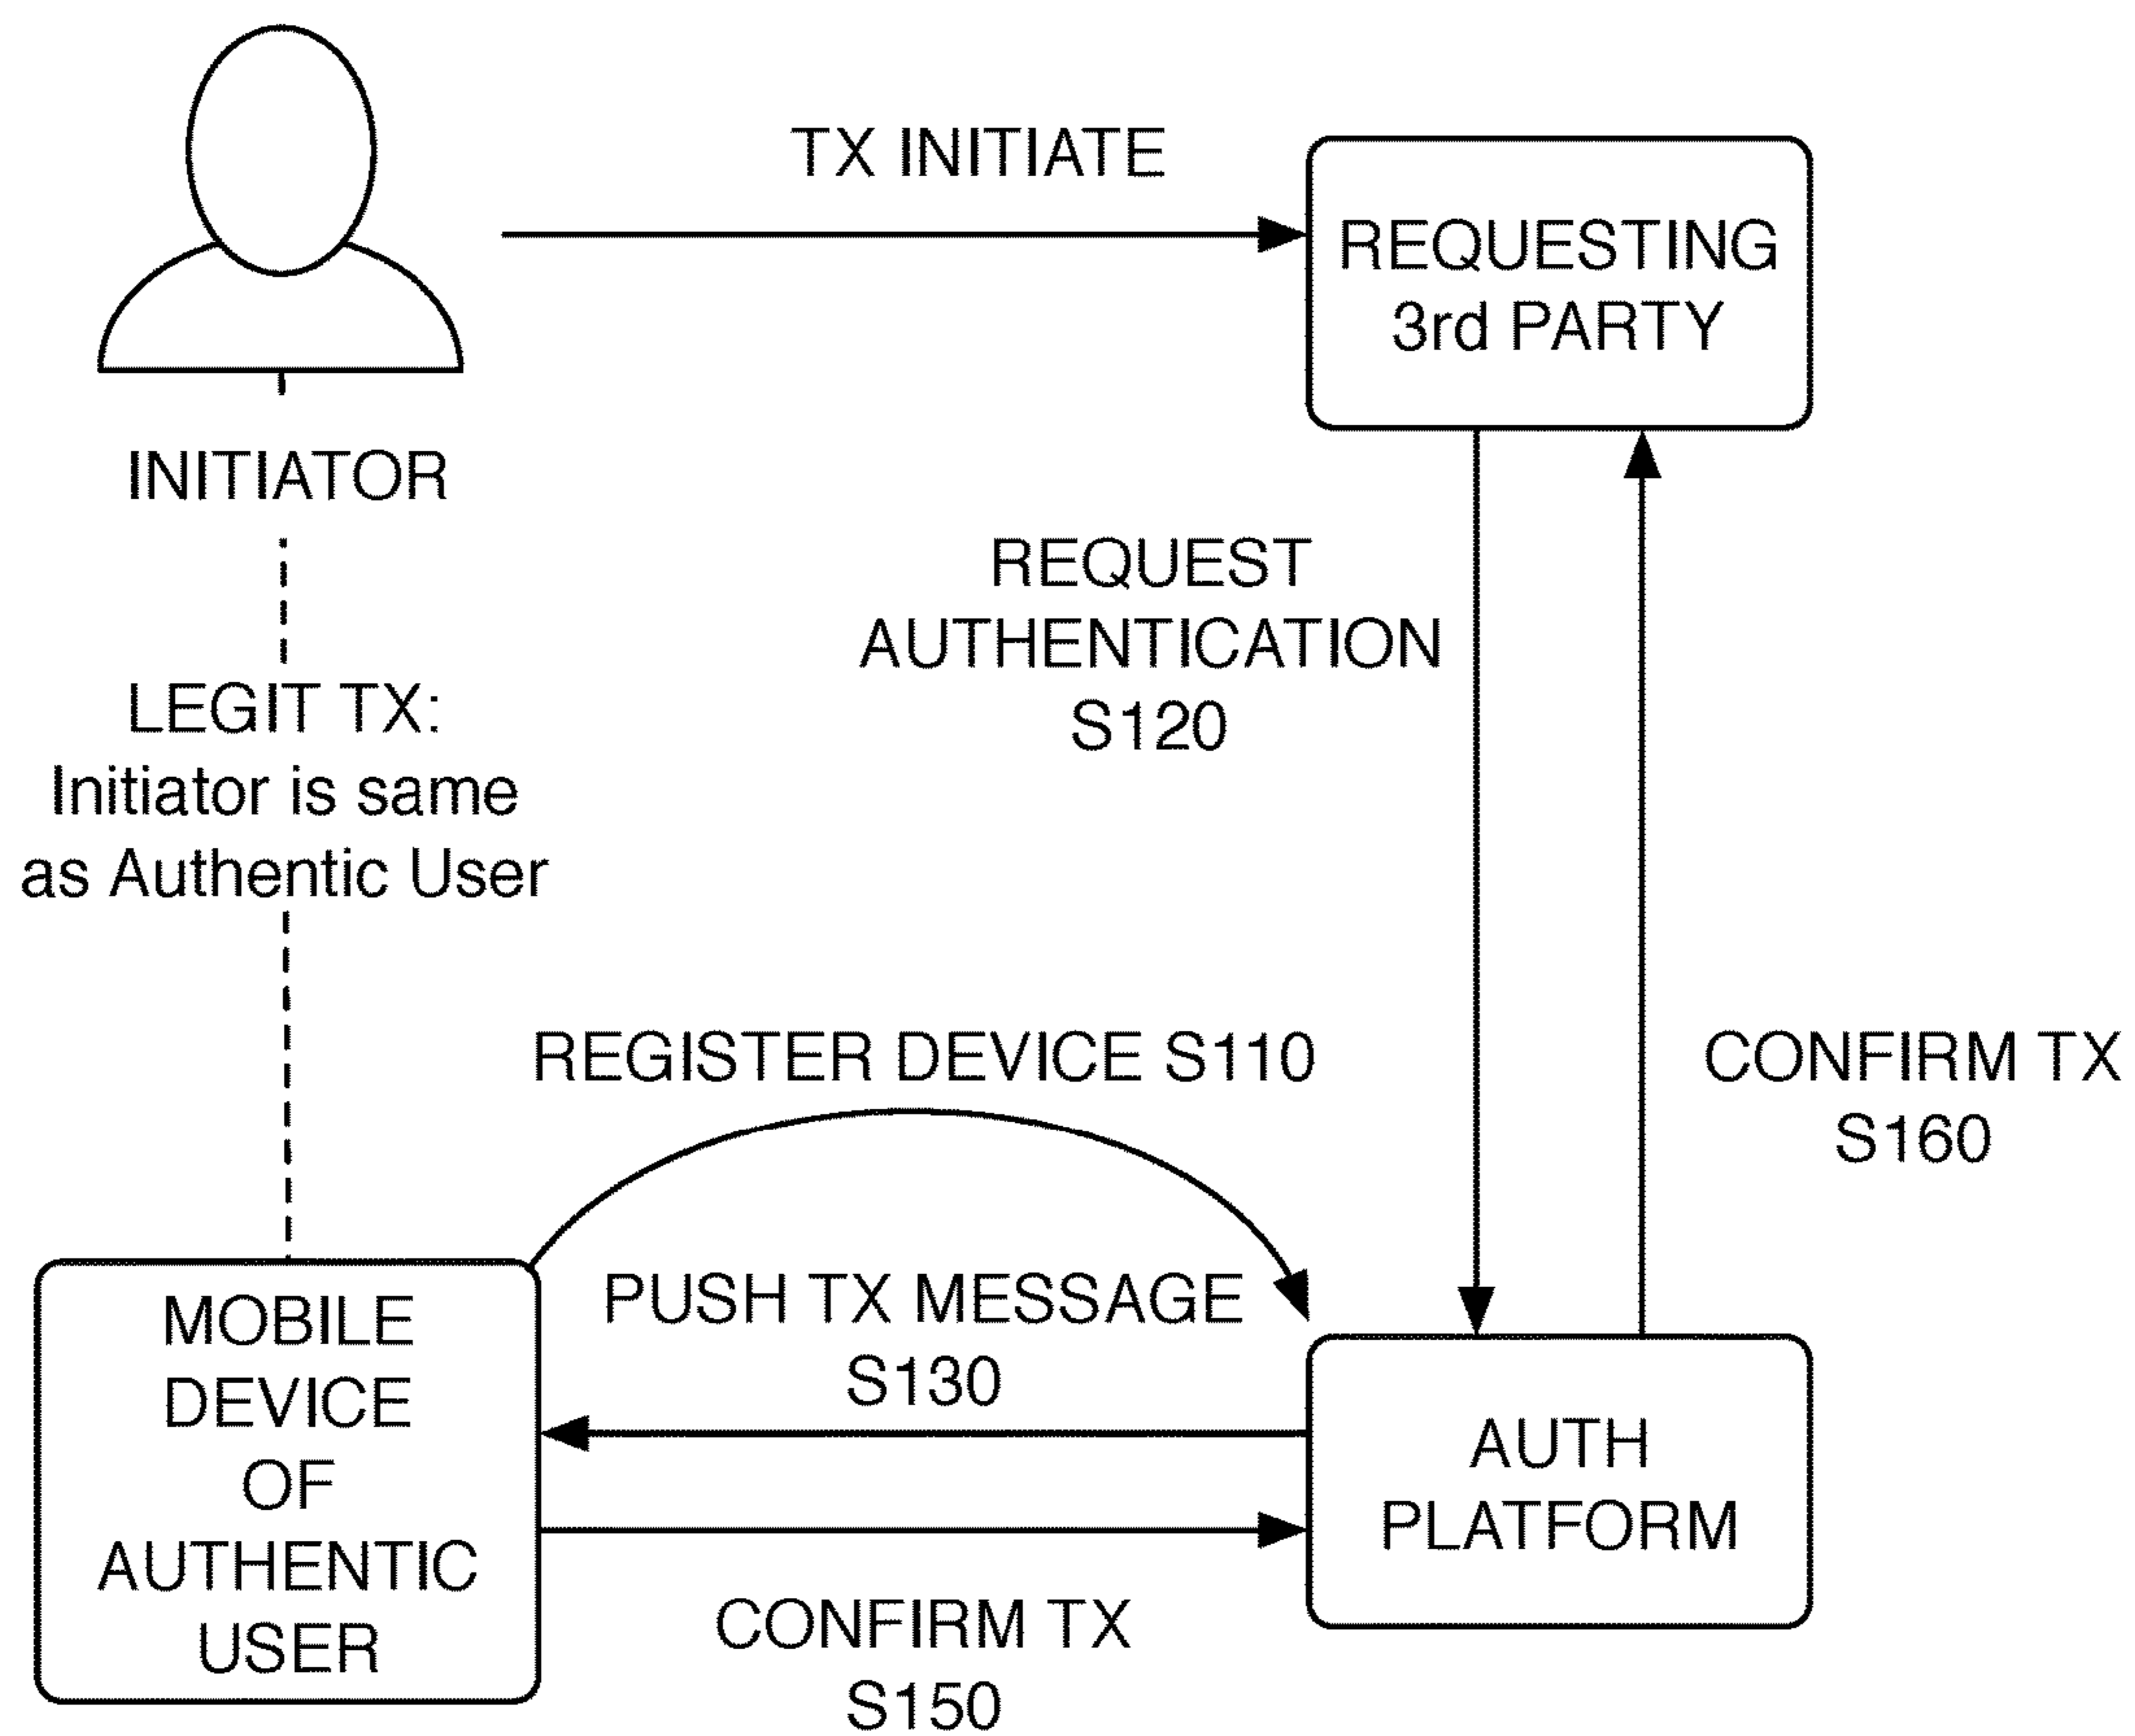 TX INITIATE
REQUESTING
3rd PARTY
INITIATOR
REQUEST
AUTHENTICATION
S120
LEGIT TX:
Initiator is same
as Authentic User
REGISTER DEVICE S110
CONFIRM TX
S160
PUSH TX MESSAGE
S130
MOBILE
DEVICE
OF
AUTHENTIC
USER
AUTH
PLATFORM
CONFIRM TX
S150